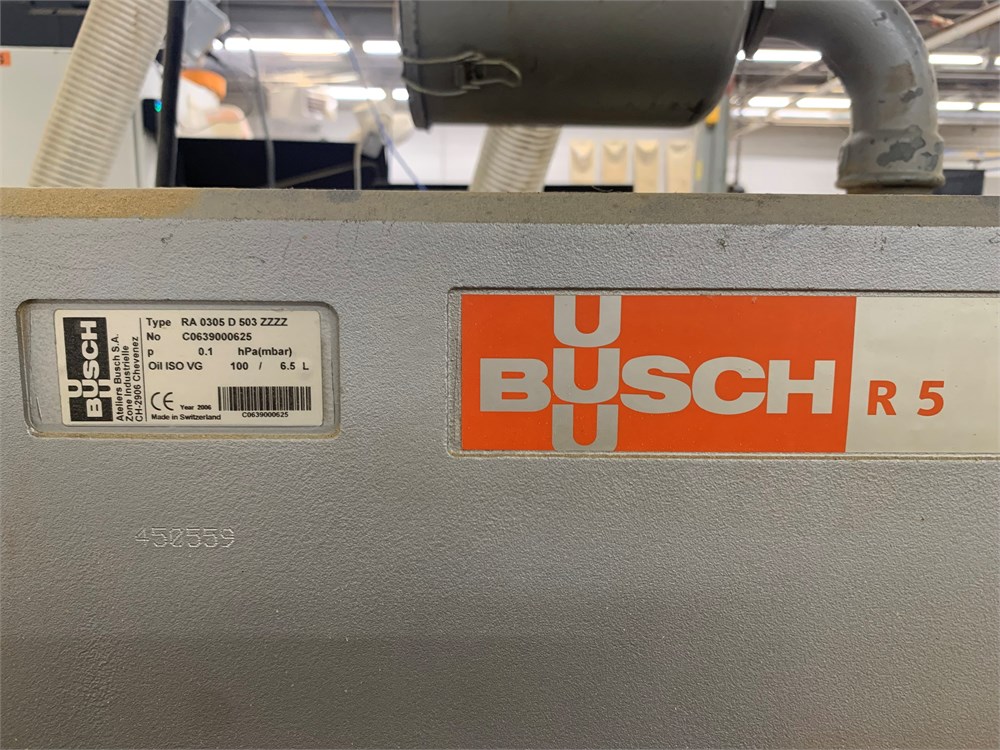 BUSCH
Ateliers Busch S.A.
Zone Industrielle
CH-2906 Chevenez
Type RA 0305 D 503 ZZZZ
No C0639000625
p 0.1 hPa(mbar)
Oil ISO VG 100 / 6.5 L
CE Year 2006
Made in Switzerland C0639000625
U
BUSCH R 5
U
450559